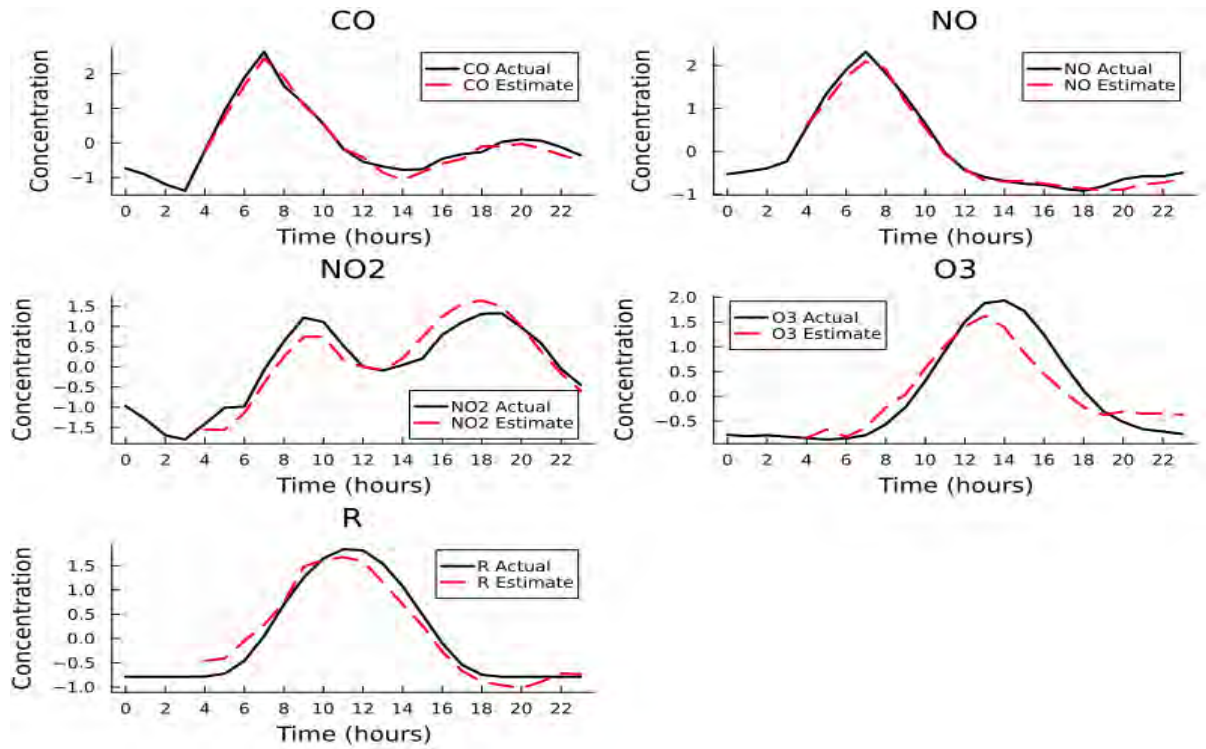 CO
Concentration
2
1
0
−1
CO Actual
CO Estimate
0 2 4 6 8 10 12 14 16 18 20 22
Time (hours)
NO
Concentration
2
1
0
−1
NO Actual
NO Estimate
0 2 4 6 8 10 12 14 16 18 20 22
Time (hours)
NO2
Concentration
1.5
1.0
0.5
0.0
−0.5
−1.0
−1.5
NO2 Actual
NO2 Estimate
0 2 4 6 8 10 12 14 16 18 20 22
Time (hours)
O3
Concentration
2.0
1.5
1.0
0.5
0.0
−0.5
O3 Actual
O3 Estimate
0 2 4 6 8 10 12 14 16 18 20 22
Time (hours)
R
Concentration
1.5
1.0
0.5
0.0
−0.5
−1.0
R Actual
R Estimate
0 2 4 6 8 10 12 14 16 18 20 22
Time (hours)